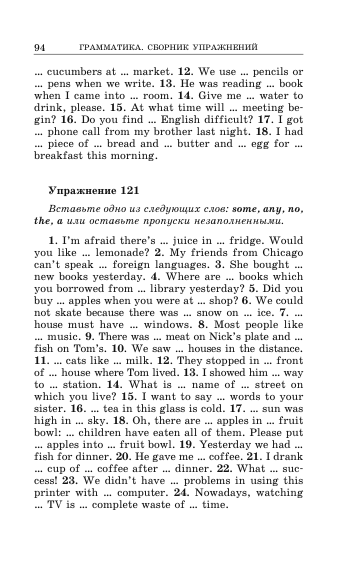 94 ГРАММАТИКА. СБОРНИК УПРАЖНЕНИЙ
... cucumbers at ... market. 12. We use ... pencils or
... pens when we write. 13. He was reading ... book
when I came into ... room. 14. Give me ... water to
drink, please. 15. At what time will ... meeting be-
gin? 16. Do you find ... English difficult? 17. I got
... phone call from my brother last night. 18. I had
... piece of ... bread and ... butter and ... egg for ...
breakfast this morning.
Упражнение 121
Вставьте одно из следующих слов: some, any, no,
the, a или оставьте пропуски незаполненными.
1. I'm afraid there's ... juice in ... fridge. Would
you like ... lemonade? 2. My friends from Chicago
can't speak ... foreign languages. 3. She bought ...
new books yesterday. 4. Where are ... books which
you borrowed from ... library yesterday? 5. Did you
buy ... apples when you were at ... shop? 6. We could
not skate because there was ... snow on ... ice. 7. ...
house must have ... windows. 8. Most people like
... music. 9. There was ... meat on Nick's plate and ...
fish on Tom's. 10. We saw ... houses in the distance.
11. ... cats like ... milk. 12. They stopped in ... front
of ... house where Tom lived. 13. I showed him ... way
to ... station. 14. What is ... name of ... street on
which you live? 15. I want to say ... words to your
sister. 16. ... tea in this glass is cold. 17. ... sun was
high in ... sky. 18. Oh, there are ... apples in ... fruit
bowl: ... children have eaten all of them. Please put
... apples into ... fruit bowl. 19. Yesterday we had ...
fish for dinner. 20. He gave me ... coffee. 21. I drank
... cup of ... coffee after ... dinner. 22. What ... suc-
cess! 23. We didn't have ... problems in using this
printer with ... computer. 24. Nowadays, watching
... TV is ... complete waste of ... time.